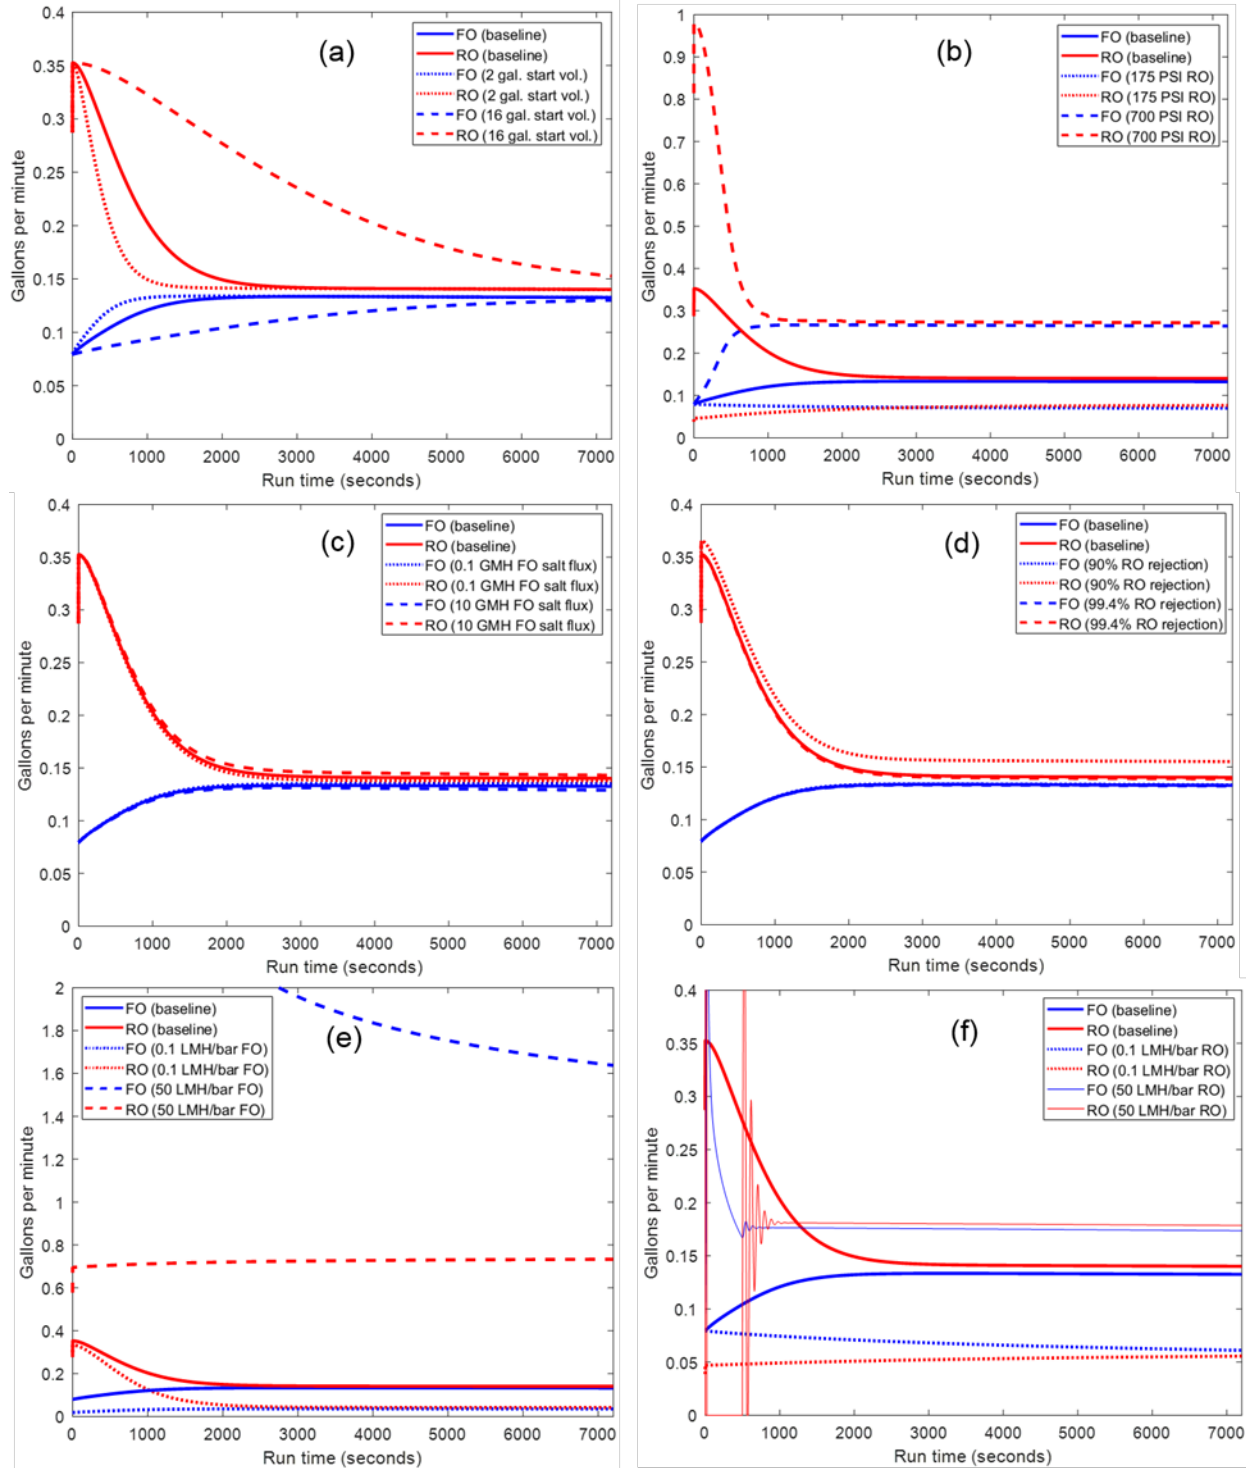 (a)
FO (baseline)
RO (baseline)
FO (2 gal. start vol.)
RO (2 gal. start vol.)
FO (16 gal. start vol.)
RO (16 gal. start vol.)
Gallons per minute
0.4
0.35
0.3
0.25
0.2
0.15
0.1
0.05
0
0 1000 2000 3000 4000 5000 6000 7000
Run time (seconds)
(b)
FO (baseline)
RO (baseline)
FO (175 PSI RO)
RO (175 PSI RO)
FO (700 PSI RO)
RO (700 PSI RO)
Gallons per minute
1
0.9
0.8
0.7
0.6
0.5
0.4
0.3
0.2
0.1
0
0 1000 2000 3000 4000 5000 6000 7000
Run time (seconds)
(c)
FO (baseline)
RO (baseline)
FO (0.1 GMH FO salt flux)
RO (0.1 GMH FO salt flux)
FO (10 GMH FO salt flux)
RO (10 GMH FO salt flux)
Gallons per minute
0.4
0.35
0.3
0.25
0.2
0.15
0.1
0.05
0
0 1000 2000 3000 4000 5000 6000 7000
Run time (seconds)
(d)
FO (baseline)
RO (baseline)
FO (90% RO rejection)
RO (90% RO rejection)
FO (99.4% RO rejection)
RO (99.4% RO rejection)
Gallons per minute
0.4
0.35
0.3
0.25
0.2
0.15
0.1
0.05
0
0 1000 2000 3000 4000 5000 6000 7000
Run time (seconds)
(e)
FO (baseline)
RO (baseline)
FO (0.1 LMH/bar FO)
RO (0.1 LMH/bar FO)
FO (50 LMH/bar FO)
RO (50 LMH/bar FO)
Gallons per minute
2
1.8
1.6
1.4
1.2
1
0.8
0.6
0.4
0.2
0
0 1000 2000 3000 4000 5000 6000 7000
Run time (seconds)
(f)
FO (baseline)
RO (baseline)
FO (0.1 LMH/bar RO)
RO (0.1 LMH/bar RO)
FO (50 LMH/bar RO)
RO (50 LMH/bar RO)
Gallons per minute
0.4
0.35
0.3
0.25
0.2
0.15
0.1
0.05
0
0 1000 2000 3000 4000 5000 6000 7000
Run time (seconds)